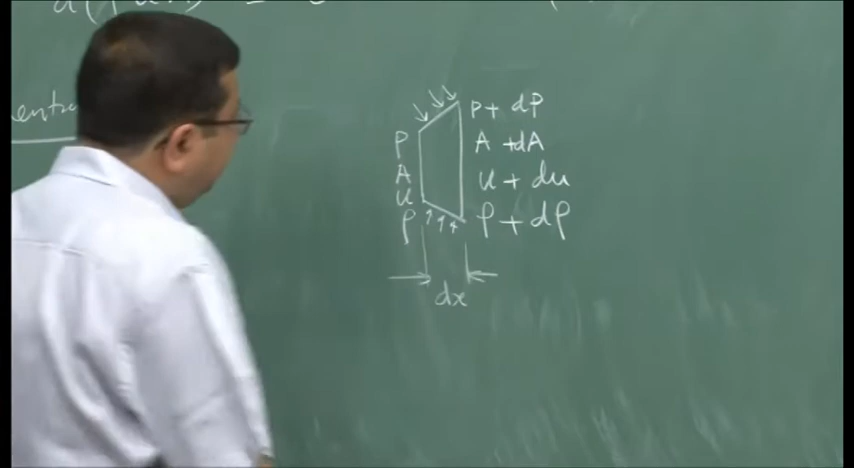 P P + dP
A A + dA
u u + du
ρ ρ + dρ
dx